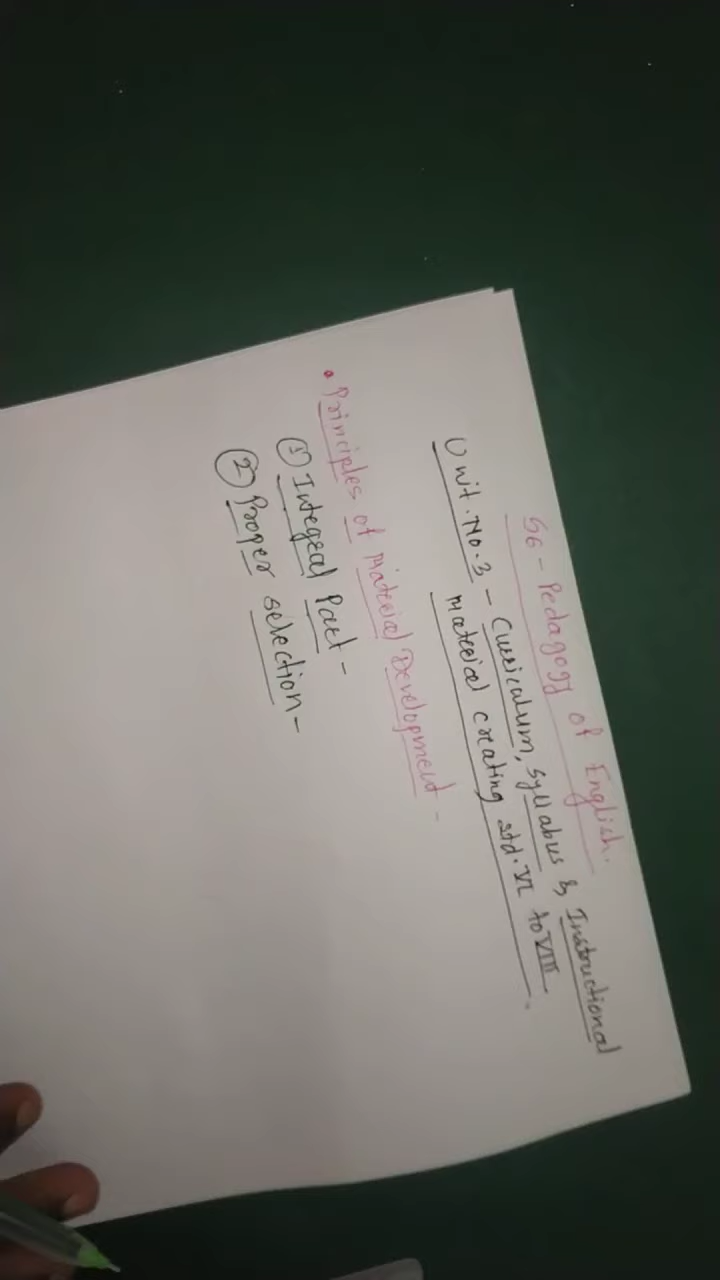 S6 - Pedagogy of English.
Unit. No. 3 - Curriculum, Syllabus & Instructional
Material creating std. VI to VIII.
• Principles of Material Development -
① Integral Part -
② Proper selection -